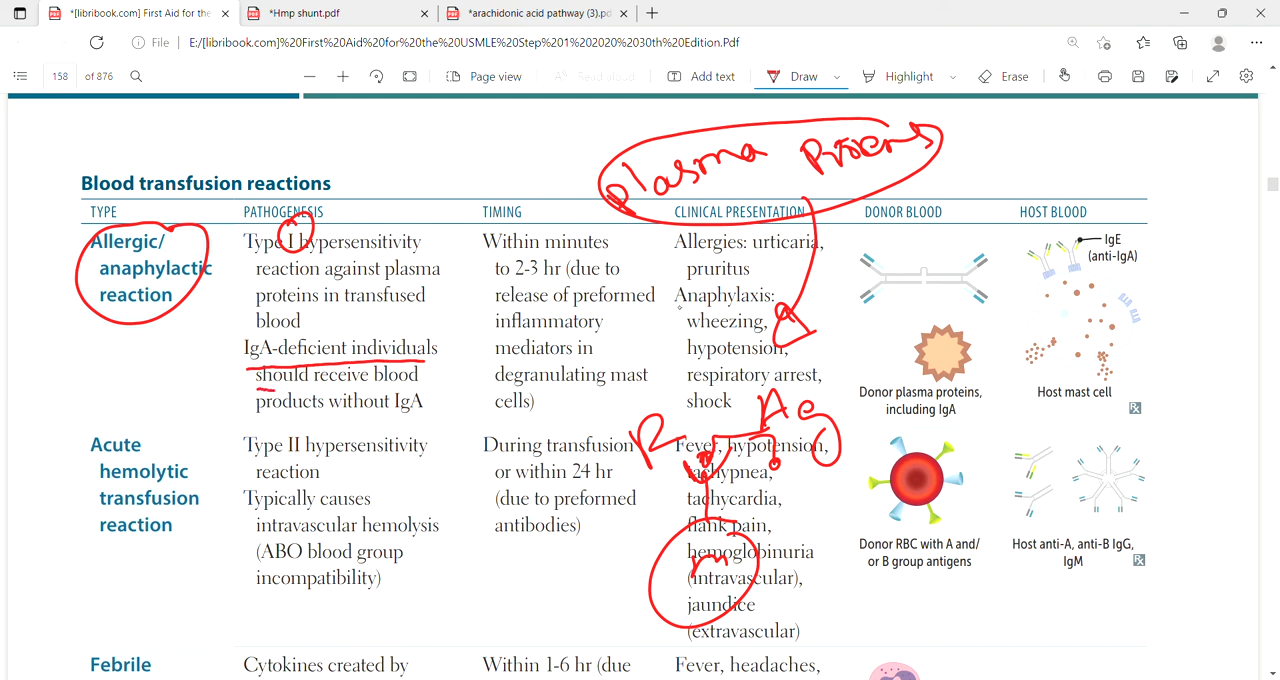 *[libribook.com] First Aid for the
*Hmp shunt.pdf
*arachidonic acid pathway (3).pd
File E:/[libribook.com]%20First%20Aid%20for%20the%20USMLE%20Step%201%202020%2030th%20Edition.Pdf
158 of 876 Page view Read aloud Add text Draw Highlight Erase
plasma proteins
Blood transfusion reactions
TYPE PATHOGENESIS TIMING CLINICAL PRESENTATION DONOR BLOOD HOST BLOOD
Allergic/
anaphylactic
reaction
Type I hypersensitivity
reaction against plasma
proteins in transfused
blood
IgA-deficient individuals
should receive blood
products without IgA
Within minutes
to 2-3 hr (due to
release of preformed
inflammatory
mediators in
degranulating mast
cells)
Allergies: urticaria,
pruritus
Anaphylaxis:
wheezing,
hypotension,
respiratory arrest,
shock
Donor plasma proteins,
including IgA
IgE
(anti-IgA)
Host mast cell
Rx
Acute
hemolytic
transfusion
reaction
Type II hypersensitivity
reaction
Typically causes
intravascular hemolysis
(ABO blood group
incompatibility)
During transfusion
or within 24 hr
(due to preformed
antibodies)
R
Ag
m
Fever, hypotension,
tachypnea,
tachycardia,
flank pain,
hemoglobinuria
(intravascular),
jaundice
(extravascular)
Donor RBC with A and/
or B group antigens
Host anti-A, anti-B IgG,
IgM
Rx
Febrile
Cytokines created by
Within 1-6 hr (due
Fever, headaches,